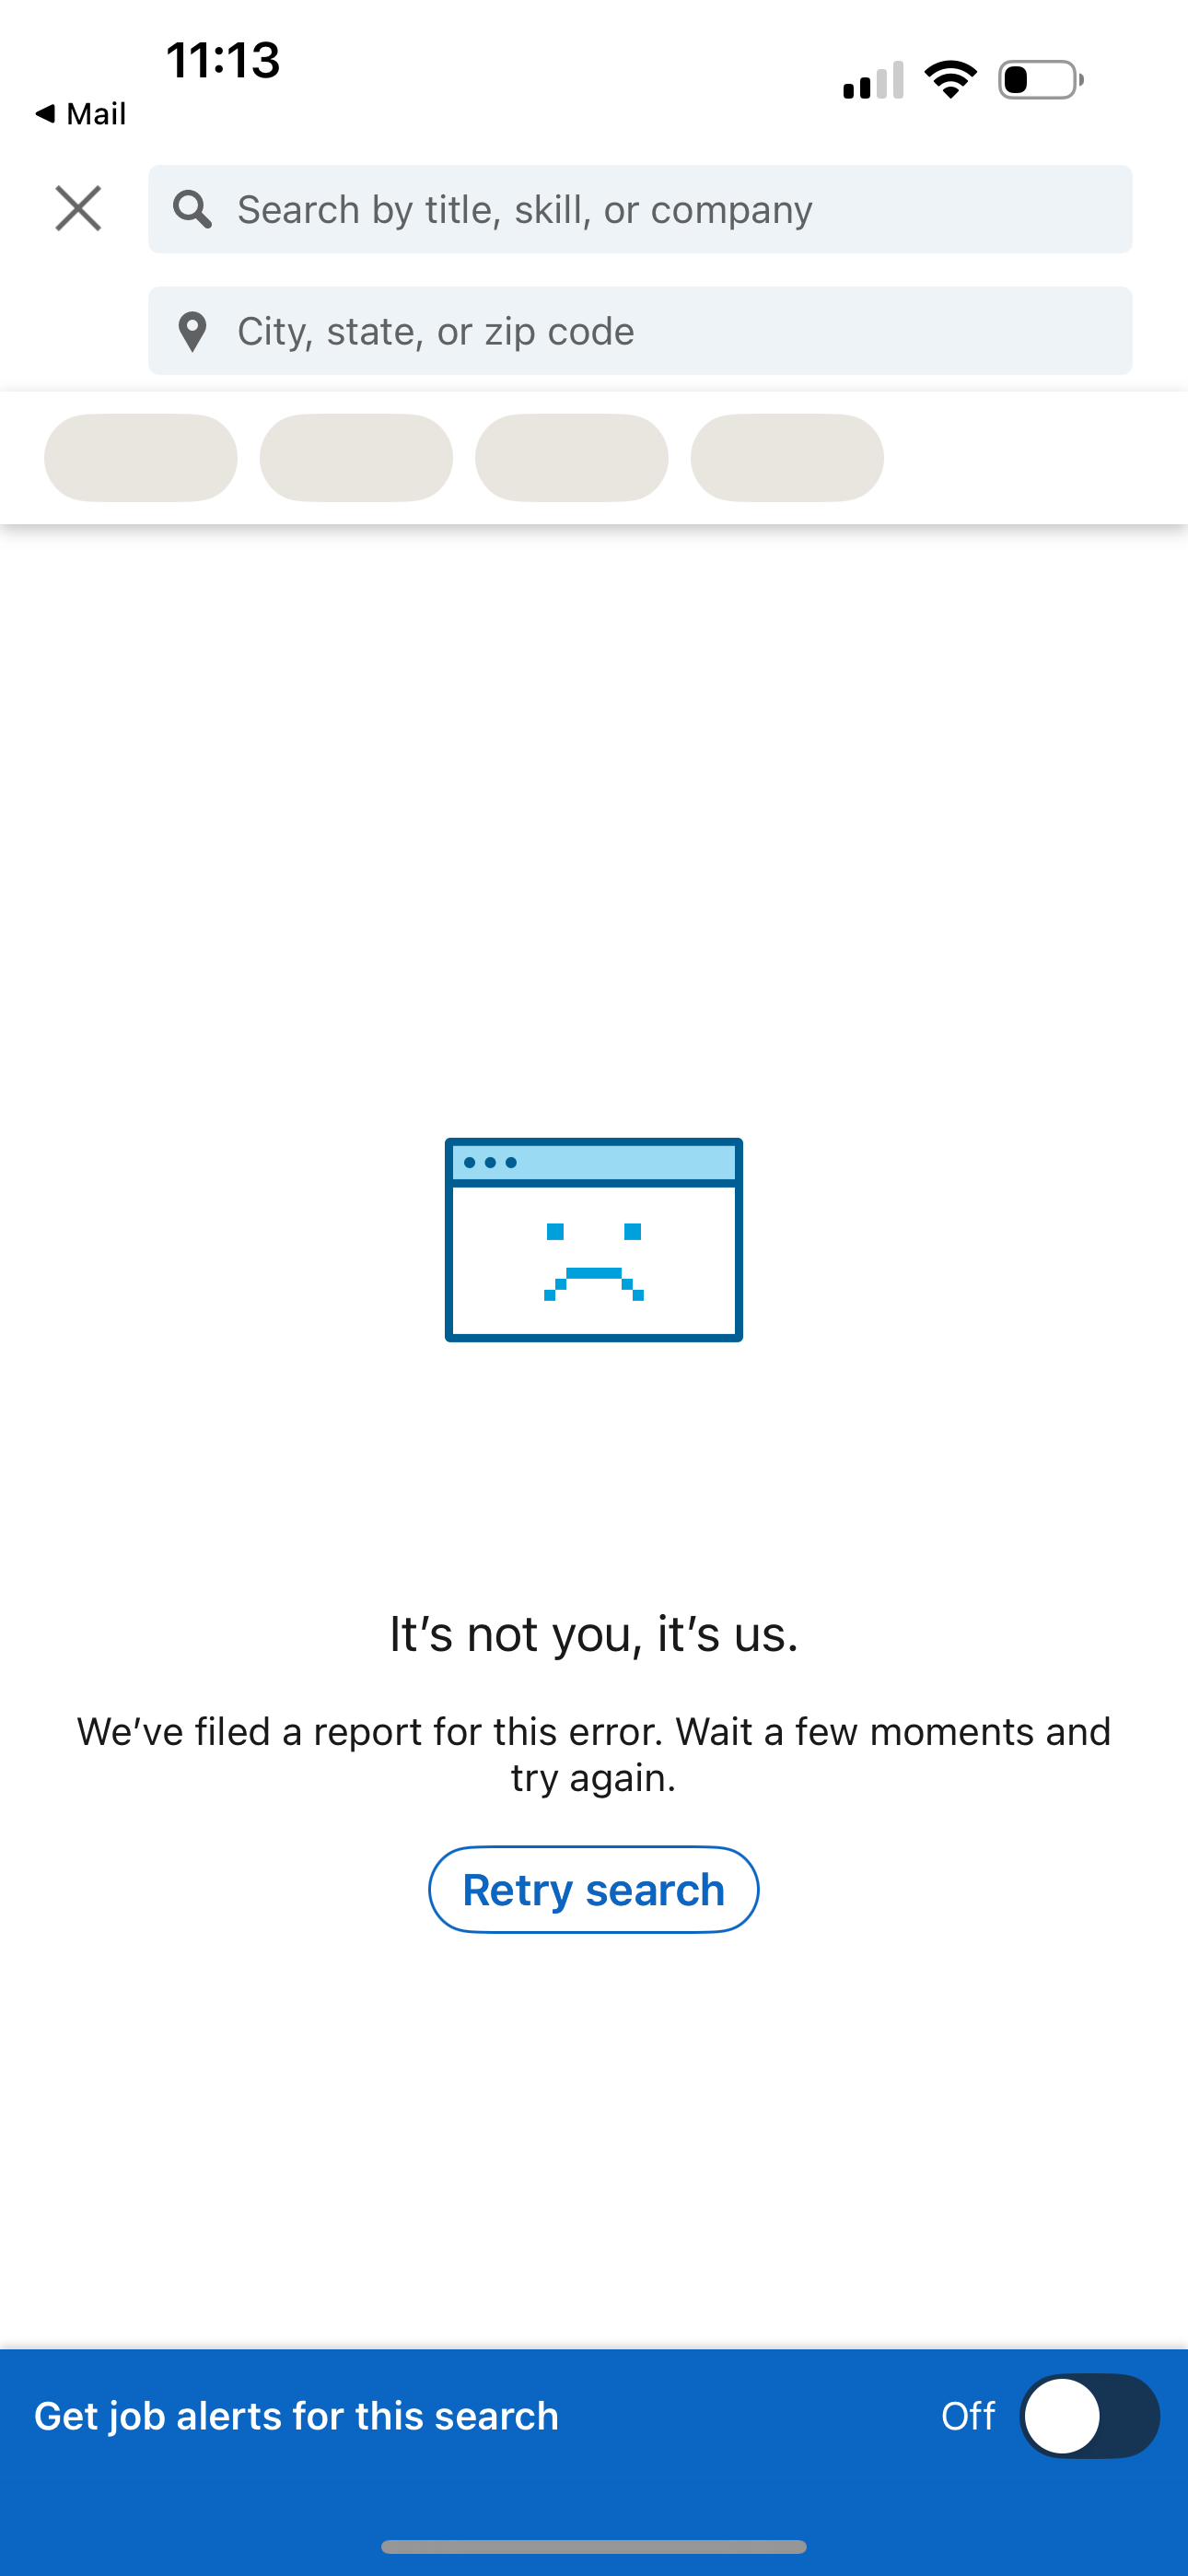 11:13
◀ Mail
Search by title, skill, or company
City, state, or zip code
It’s not you, it’s us.
We’ve filed a report for this error. Wait a few moments and
try again.
Retry search
Get job alerts for this search Off